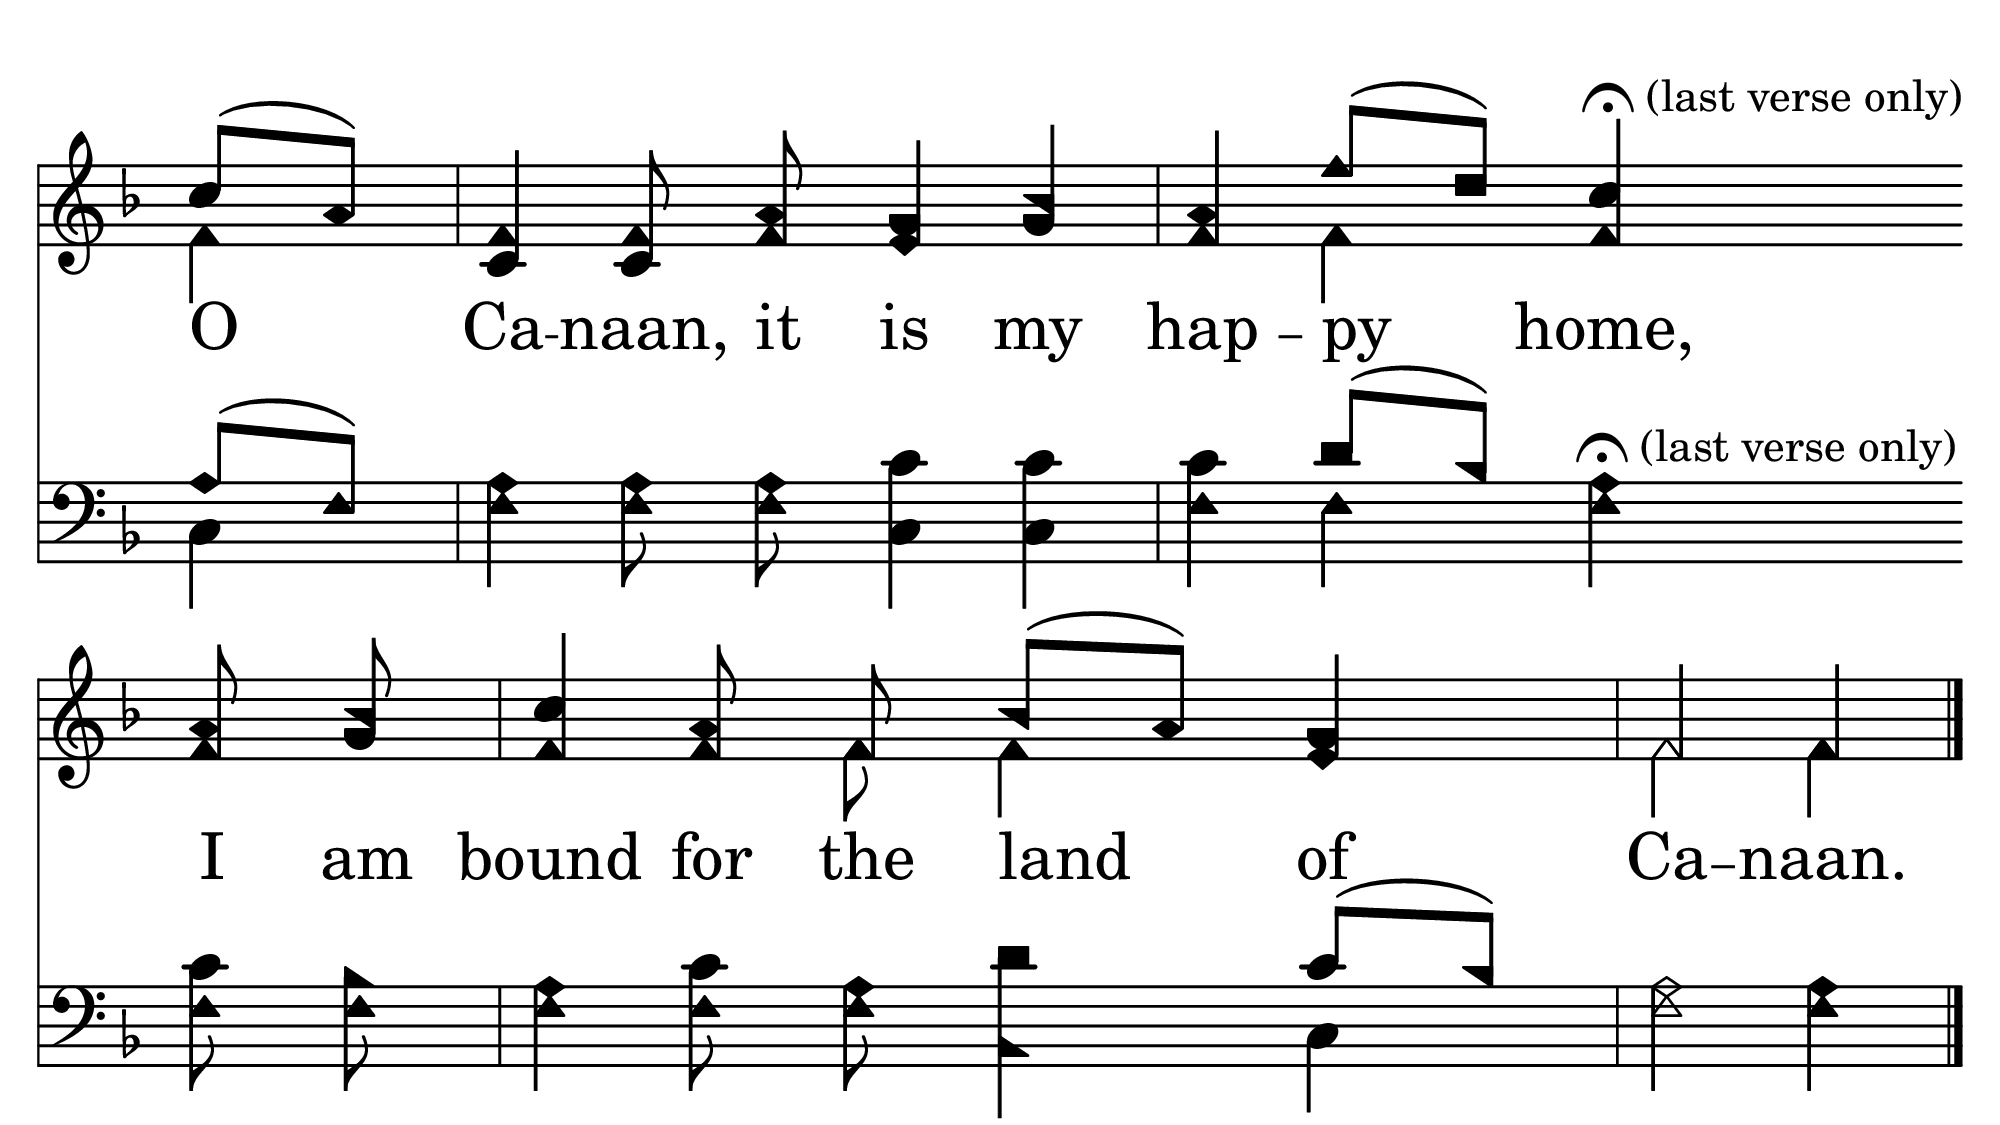 (last verse only)
O Ca-naan, it is my hap – py home,
(last verse only)
I am bound for the land of Ca–naan.